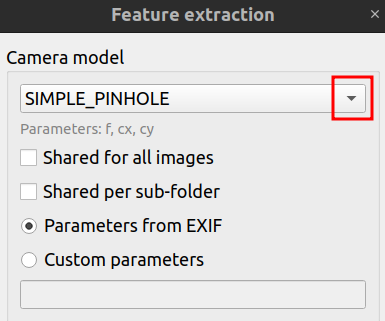 Feature extraction
Camera model
SIMPLE_PINHOLE
Parameters: f, cx, cy
Shared for all images
Shared per sub-folder
Parameters from EXIF
Custom parameters